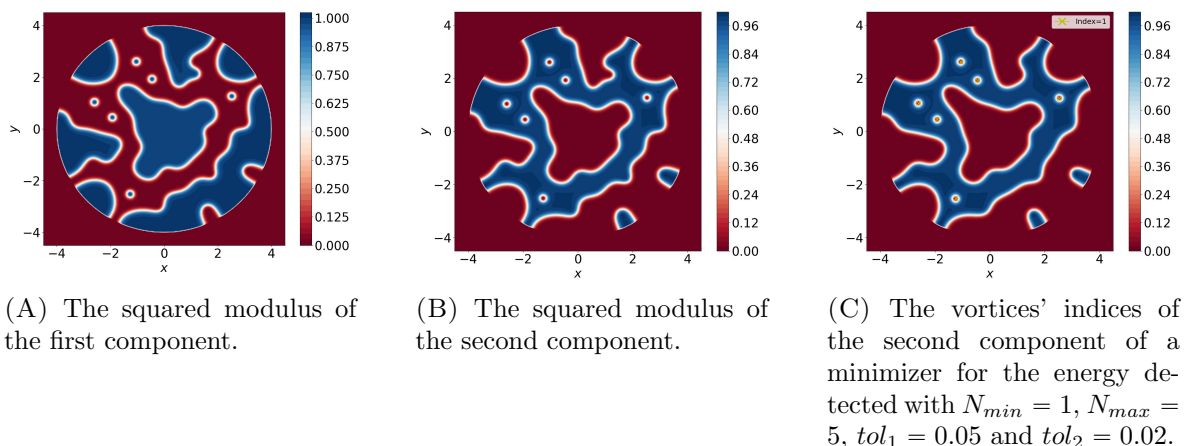 4
2
0
−2
−4
y
−4 −2 0 2 4
x
1.000
0.875
0.750
0.625
0.500
0.375
0.250
0.125
0.000
4
2
0
−2
−4
y
−4 −2 0 2 4
x
0.96
0.84
0.72
0.60
0.48
0.36
0.24
0.12
0.00
Index=1
4
2
0
−2
−4
y
−4 −2 0 2 4
x
0.96
0.84
0.72
0.60
0.48
0.36
0.24
0.12
0.00
(A) The squared modulus of
the first component.
(B) The squared modulus of
the second component.
(C) The vortices' indices of
the second component of a
minimizer for the energy de-
tected with N_min = 1, N_max =
5, tol_1 = 0.05 and tol_2 = 0.02.